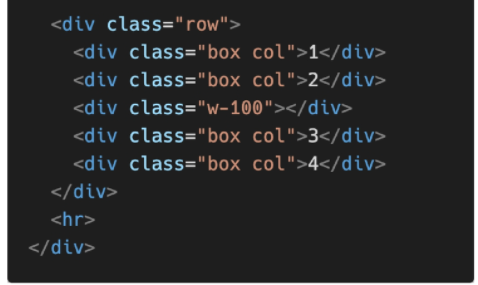 <div class="row">
<div class="box col">1</div>
<div class="box col">2</div>
<div class="w-100"></div>
<div class="box col">3</div>
<div class="box col">4</div>
</div>
<hr>
</div>